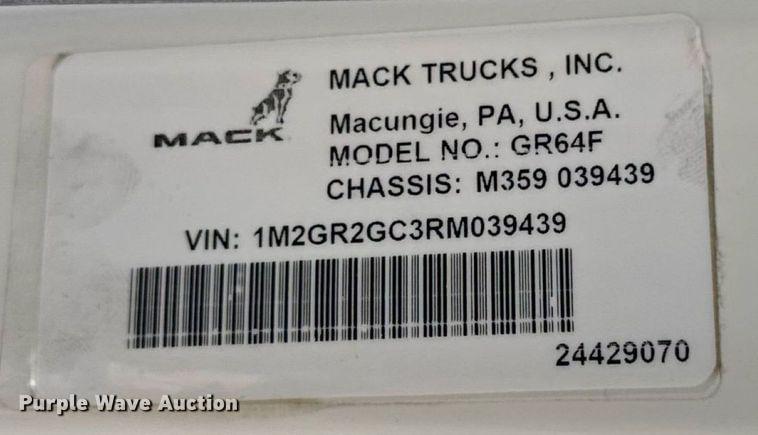 MACK TRUCKS , INC.
MACK
Macungie, PA, U.S.A.
MODEL NO.: GR64F
CHASSIS: M359 039439
VIN: 1M2GR2GC3RM039439
24429070
Purple Wave Auction